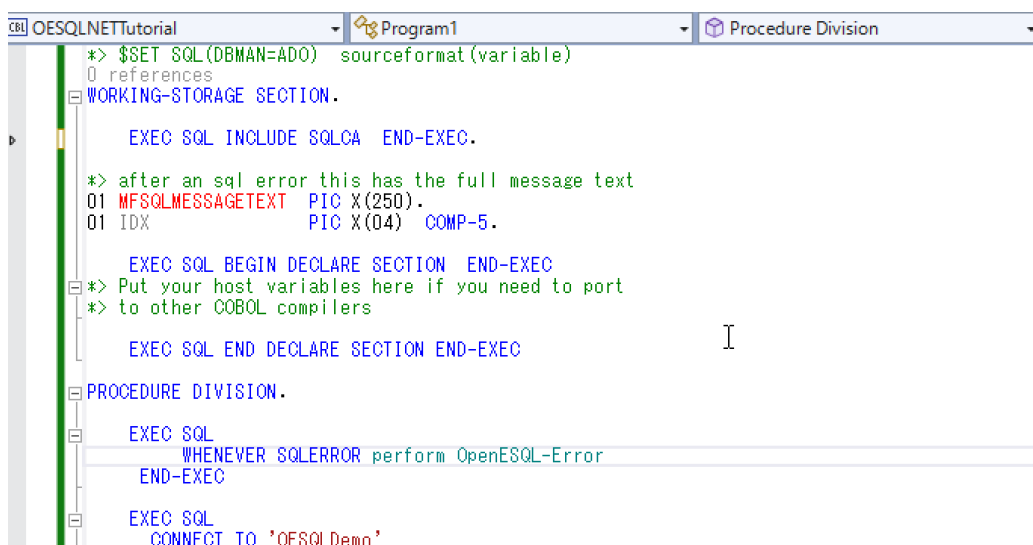 CBL OESQLNETTutorial Program1 Procedure Division
*> $SET SQL(DBMAN=ADO)  sourceformat(variable)
0 references
WORKING-STORAGE SECTION.
EXEC SQL INCLUDE SQLCA  END-EXEC.
*> after an sql error this has the full message text
01 MFSQLMESSAGETEXT  PIC X(250).
01 IDX               PIC X(04)  COMP-5.
EXEC SQL BEGIN DECLARE SECTION  END-EXEC
*> Put your host variables here if you need to port
*> to other COBOL compilers
EXEC SQL END DECLARE SECTION END-EXEC
PROCEDURE DIVISION.
EXEC SQL
WHENEVER SQLERROR perform OpenESQL-Error
END-EXEC
EXEC SQL
CONNECT TO 'OESQLDemo'